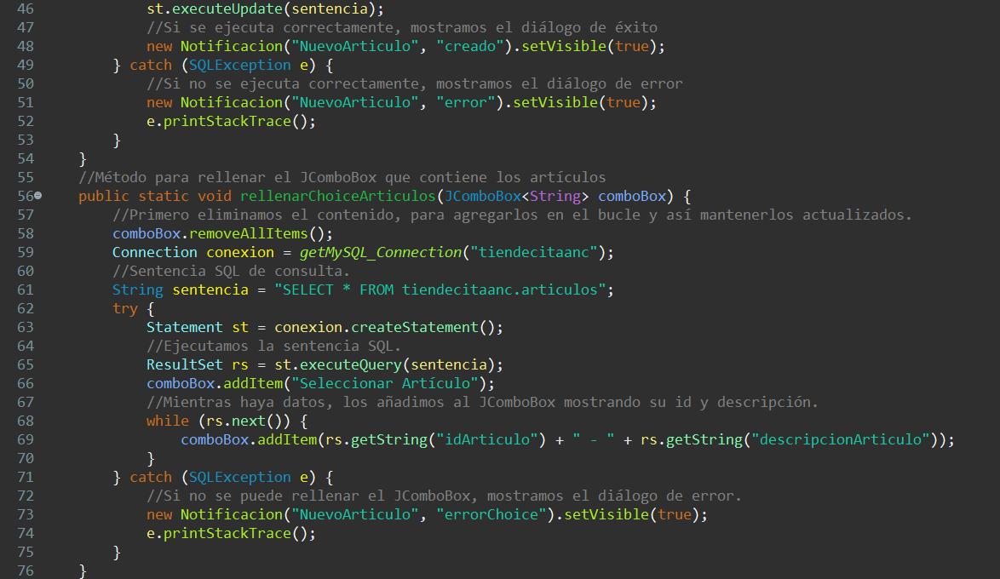 46 st.executeUpdate(sentencia);
47 //Si se ejecuta correctamente, mostramos el diálogo de éxito
48 new Notificacion("NuevoArticulo", "creado").setVisible(true);
49 } catch (SQLException e) {
50 //Si no se ejecuta correctamente, mostramos el diálogo de error
51 new Notificacion("NuevoArticulo", "error").setVisible(true);
52 e.printStackTrace();
53 }
54 }
55 //Método para rellenar el JComboBox que contiene los artículos
56 public static void rellenarChoiceArticulos(JComboBox<String> comboBox) {
57 //Primero eliminamos el contenido, para agregarlos en el bucle y así mantenerlos actualizados.
58 comboBox.removeAllItems();
59 Connection conexion = getMySQL_Connection("tiendecitaanc");
60 //Sentencia SQL de consulta.
61 String sentencia = "SELECT * FROM tiendecitaanc.articulos";
62 try {
63 Statement st = conexion.createStatement();
64 //Ejecutamos la sentencia SQL.
65 ResultSet rs = st.executeQuery(sentencia);
66 comboBox.addItem("Seleccionar Artículo");
67 //Mientras haya datos, los añadimos al JComboBox mostrando su id y descripción.
68 while (rs.next()) {
69 comboBox.addItem(rs.getString("idArticulo") + " - " + rs.getString("descripcionArticulo"));
70 }
71 } catch (SQLException e) {
72 //Si no se puede rellenar el JComboBox, mostramos el diálogo de error.
73 new Notificacion("NuevoArticulo", "errorChoice").setVisible(true);
74 e.printStackTrace();
75 }
76 }